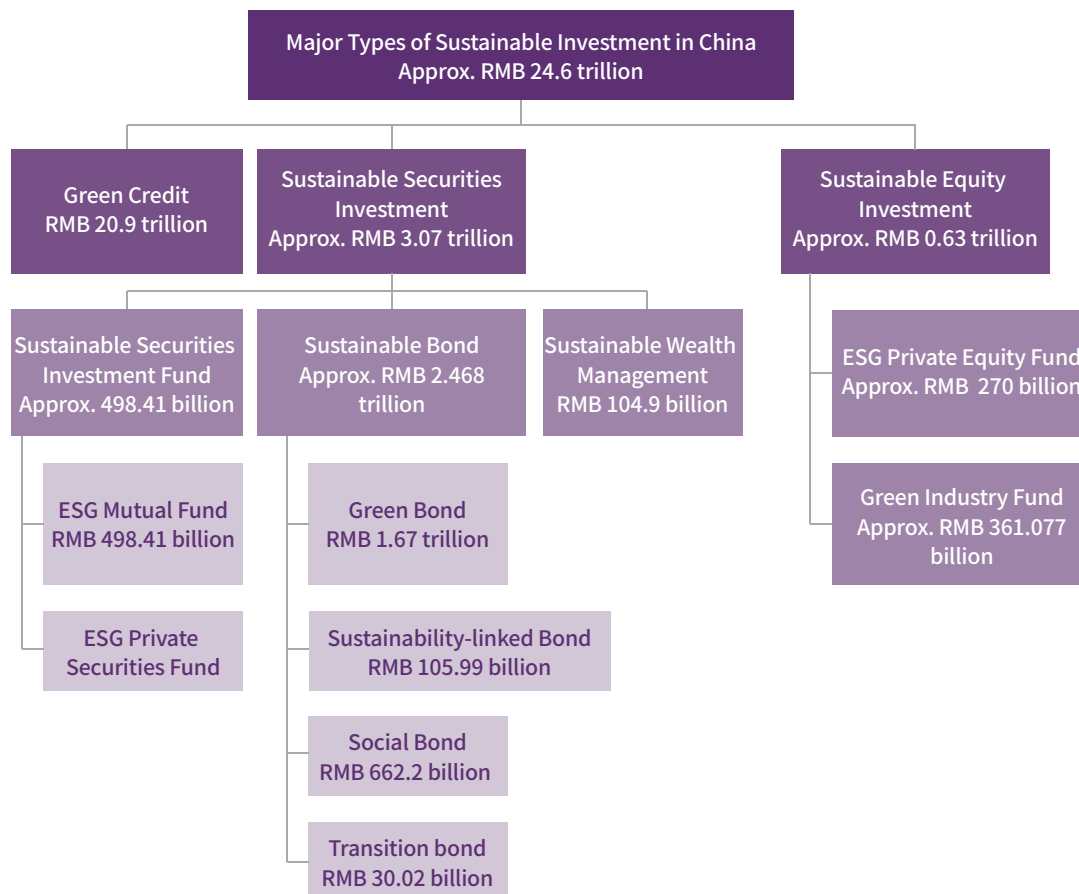 Major Types of Sustainable Investment in China
Approx. RMB 24.6 trillion
Green Credit
RMB 20.9 trillion
Sustainable Securities
Investment
Approx. RMB 3.07 trillion
Sustainable Equity
Investment
Approx. RMB 0.63 trillion
Sustainable Securities
Investment Fund
Approx. 498.41 billion
Sustainable Bond
Approx. RMB 2.468
trillion
Sustainable Wealth
Management
RMB 104.9 billion
ESG Private Equity Fund
Approx. RMB 270 billion
ESG Mutual Fund
RMB 498.41 billion
Green Bond
RMB 1.67 trillion
Green Industry Fund
Approx. RMB 361.077
billion
ESG Private
Securities Fund
Sustainability-linked Bond
RMB 105.99 billion
Social Bond
RMB 662.2 billion
Transition bond
RMB 30.02 billion